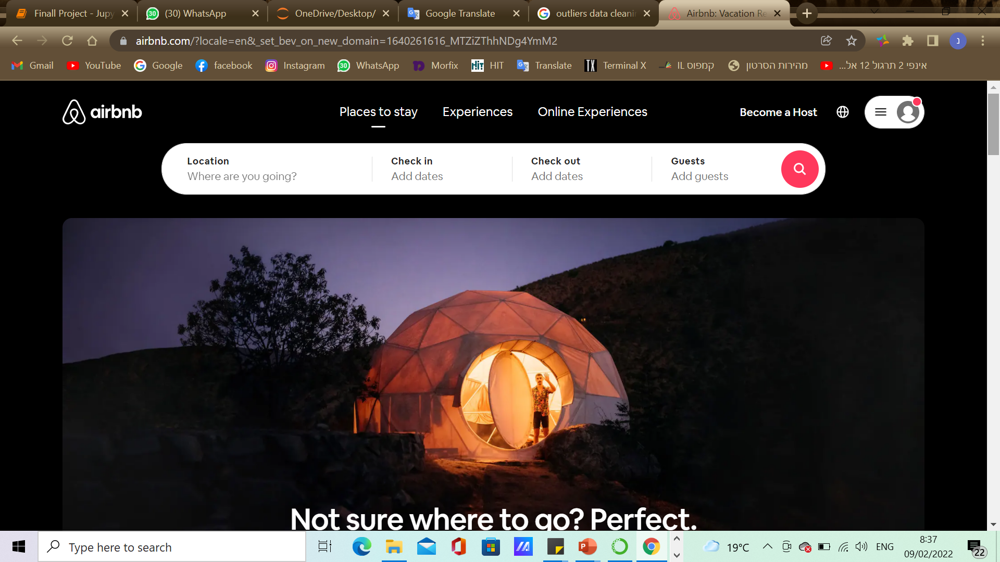 Finall Project - Jupy
(30) WhatsApp
OneDrive/Desktop/
Google Translate
outliers data cleani
Airbnb: Vacation Re
airbnb.com/?locale=en&_set_bev_on_new_domain=1640261616_MTZiZThhNDg4YmM2
נ
Gmail
YouTube
Google
facebook
Instagram
30 WhatsApp
Morfix
HIT HIT
Translate
TX Terminal X
קמפוס IL
מהירות הסרטון
אינפי 2 תרגול 12 אל...
airbnb
Places to stay
Experiences
Online Experiences
Become a Host
Location
Where are you going?
Check in
Add dates
Check out
Add dates
Guests
Add guests
Not sure where to go? Perfect.
Type here to search
19°C
ENG
8:37
09/02/2022
22